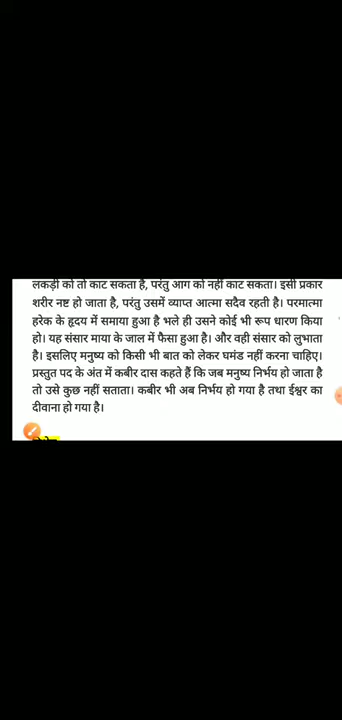 लकड़ी को तो काट सकता है, परंतु आग को नहीं काट सकता। इसी प्रकार
शरीर नष्ट हो जाता है, परंतु उसमें व्याप्त आत्मा सदैव रहती है। परमात्मा
हरेक के हृदय में समाया हुआ है भले ही उसने कोई भी रूप धारण किया
हो। यह संसार माया के जाल में फैसा हुआ है। और वही संसार को लुभाता
है। इसलिए मनुष्य को किसी भी बात को लेकर घमंड नहीं करना चाहिए।
प्रस्तुत पद के अंत में कबीर दास कहते हैं कि जब मनुष्य निर्भय हो जाता है
तो उसे कुछ नहीं सताता। कबीर भी अब निर्भय हो गया है तथा ईश्वर का
दीवाना हो गया है।